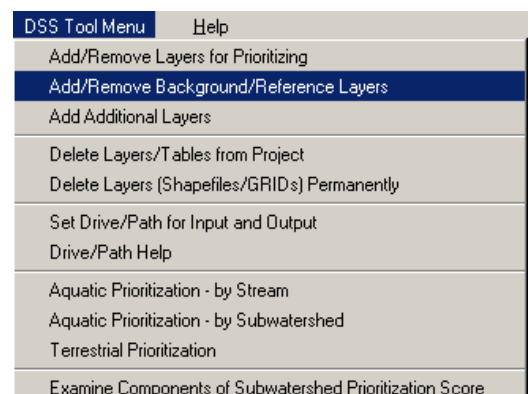 DSS Tool Menu Help
Add/Remove Layers for Prioritizing
Add/Remove Background/Reference Layers
Add Additional Layers
Delete Layers/Tables from Project
Delete Layers (Shapefiles/GRIDs) Permanently
Set Drive/Path for Input and Output
Drive/Path Help
Aquatic Prioritization - by Stream
Aquatic Prioritization - by Subwatershed
Terrestrial Prioritization
Examine Components of Subwatershed Prioritization Score